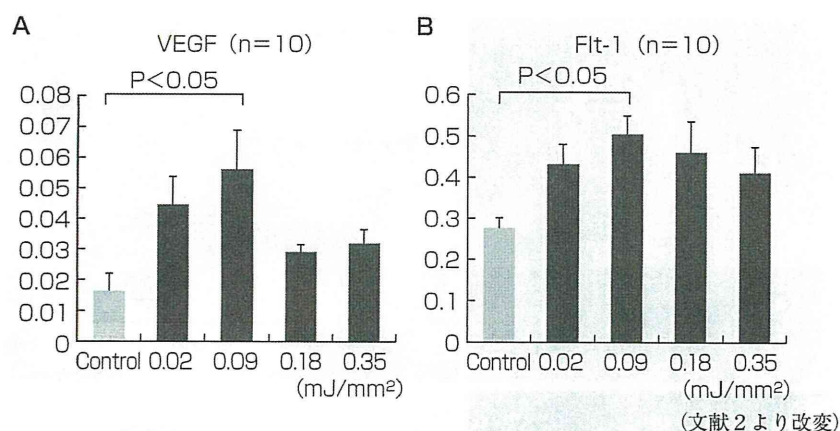 A
VEGF (n=10)
P<0.05
0.08
0.07
0.06
0.05
0.04
0.03
0.02
0.01
0
Control 0.02 0.09 0.18 0.35
(mJ/mm²)
B
Flt-1 (n=10)
P<0.05
0.6
0.5
0.4
0.3
0.2
0.1
0
Control 0.02 0.09 0.18 0.35
(mJ/mm²)
(文献2より改変)